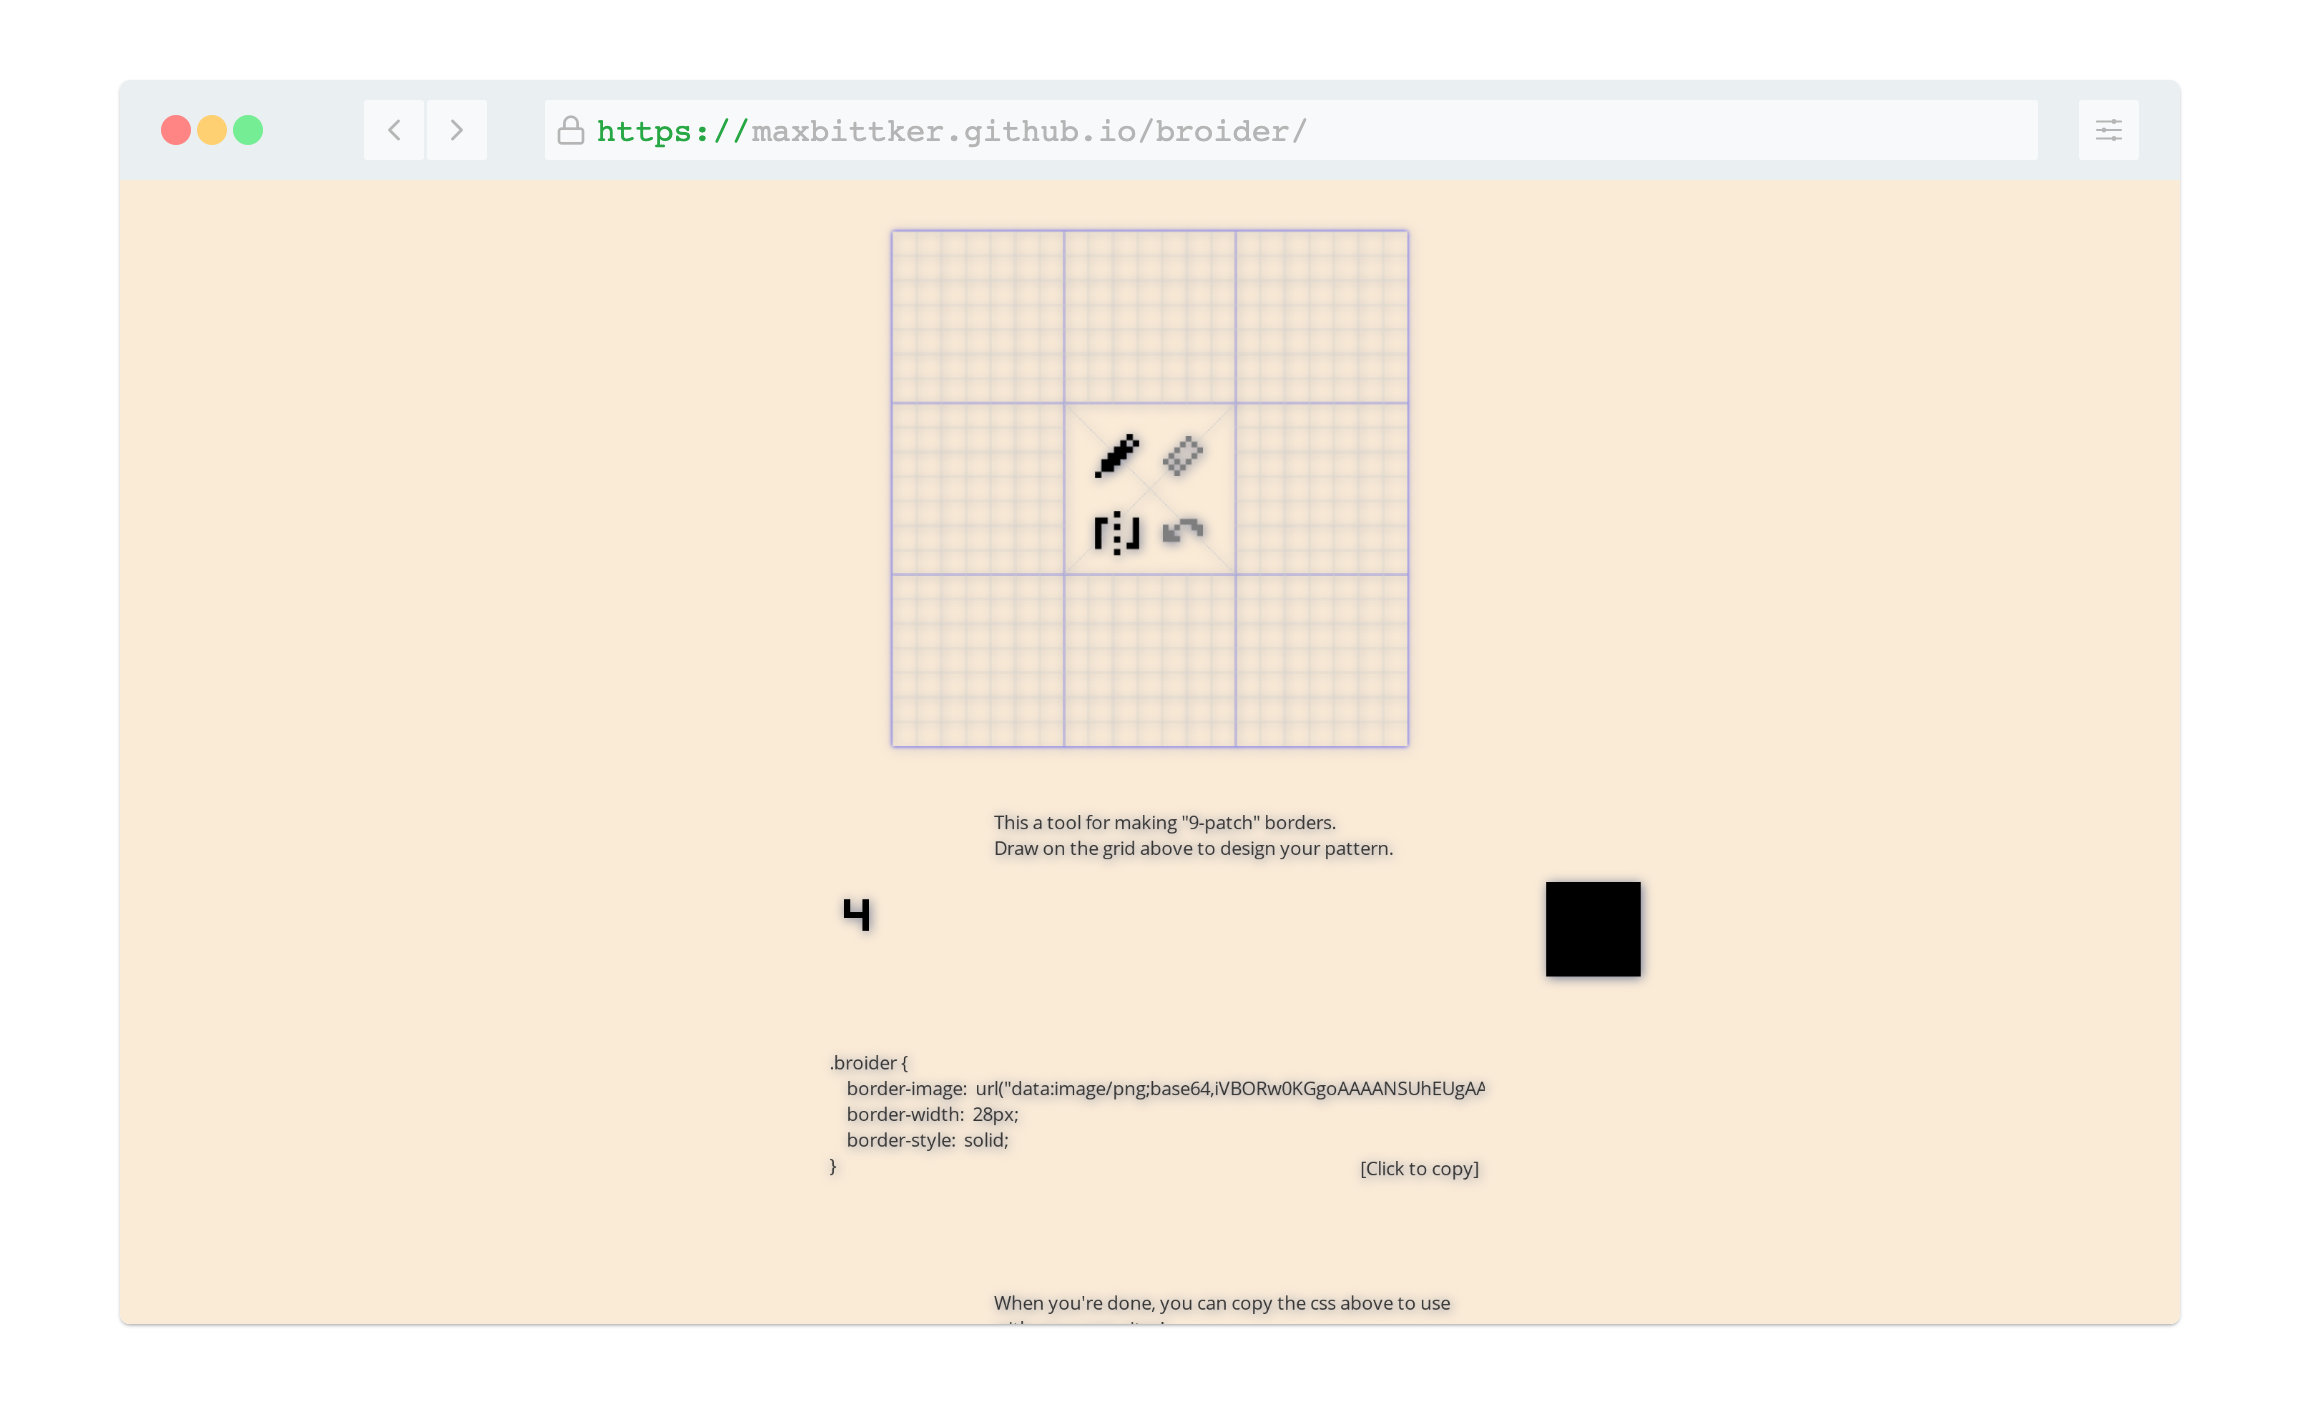 https://maxbittker.github.io/broider/
This a tool for making "9-patch" borders.
Draw on the grid above to design your pattern.
4
.broider {
border-image: url("data:image/png;base64,iVBORw0KGgoAAAANSUhEUgAA
border-width: 28px;
border-style: solid;
}
[Click to copy]
When you're done, you can copy the css above to use